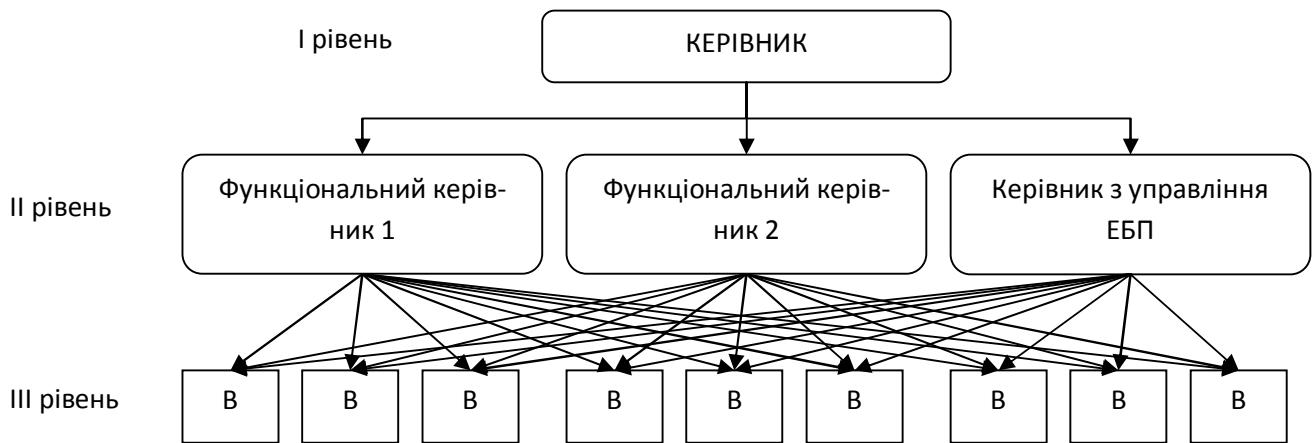 І рівень
КЕРІВНИК
Функціональний керів-
ник 1
Функціональний керів-
ник 2
Керівник з управління
ЕБП
ІІ рівень
ІІІ рівень
В В В В В В В В В